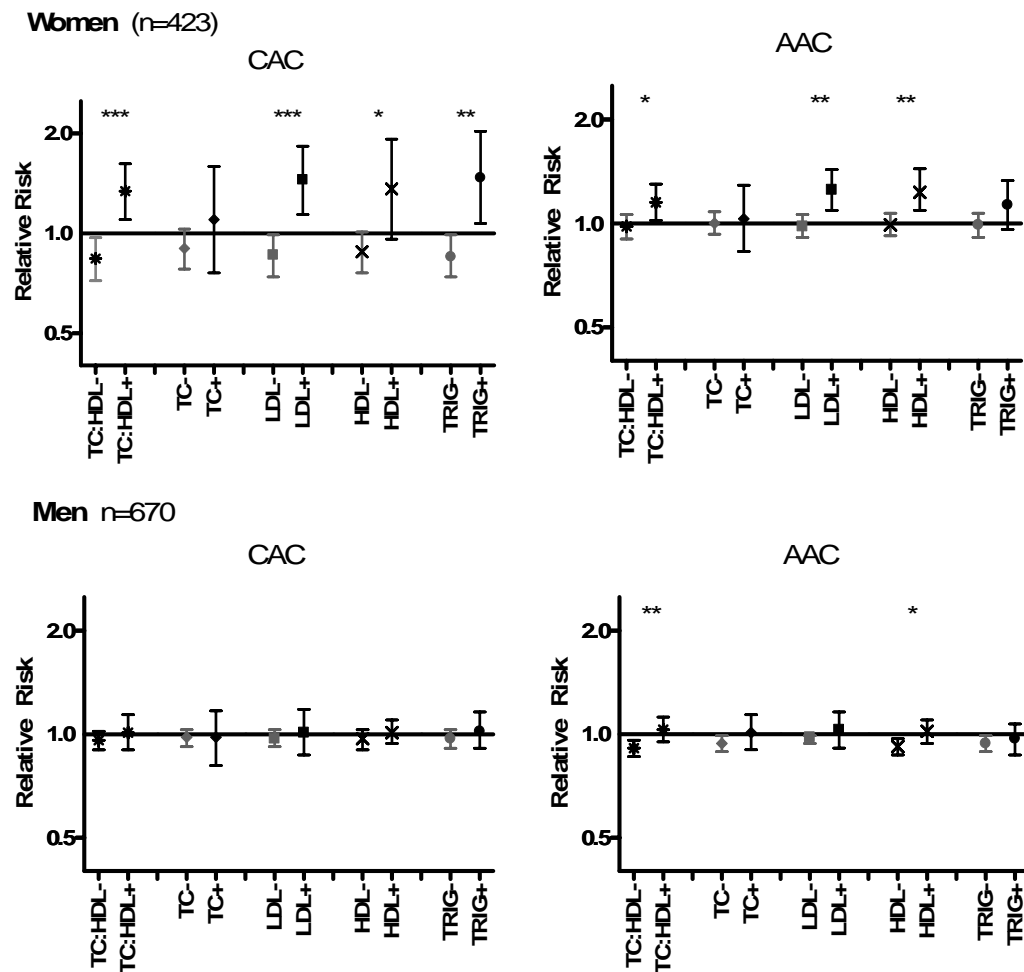 Women (n=423)
CAC
*** *** * **
Relative Risk
2.0
1.0
0.5
TC:HDL- TC:HDL+ TC- TC+ LDL- LDL+ HDL- HDL+ TRIG- TRIG+
AAC
* ** **
Relative Risk
2.0
1.0
0.5
TC:HDL- TC:HDL+ TC- TC+ LDL- LDL+ HDL- HDL+ TRIG- TRIG+
Men n=670
CAC
Relative Risk
2.0
1.0
0.5
TC:HDL- TC:HDL+ TC- TC+ LDL- LDL+ HDL- HDL+ TRIG- TRIG+
AAC
** *
Relative Risk
2.0
1.0
0.5
TC:HDL- TC:HDL+ TC- TC+ LDL- LDL+ HDL- HDL+ TRIG- TRIG+